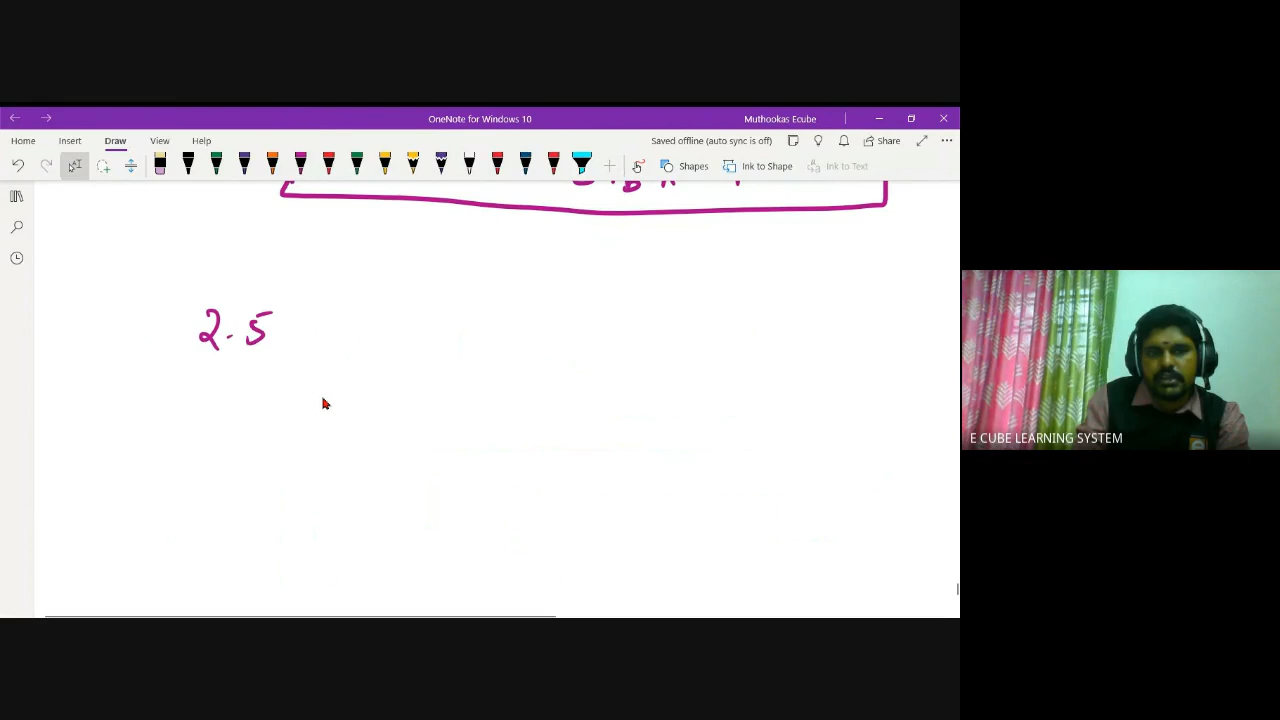 OneNote for Windows 10
Muthookas Ecube
Home Insert Draw View Help
Saved offline (auto sync is off)
Share
Shapes
Ink to Shape
Ink to Text
2.5
E CUBE LEARNING SYSTEM